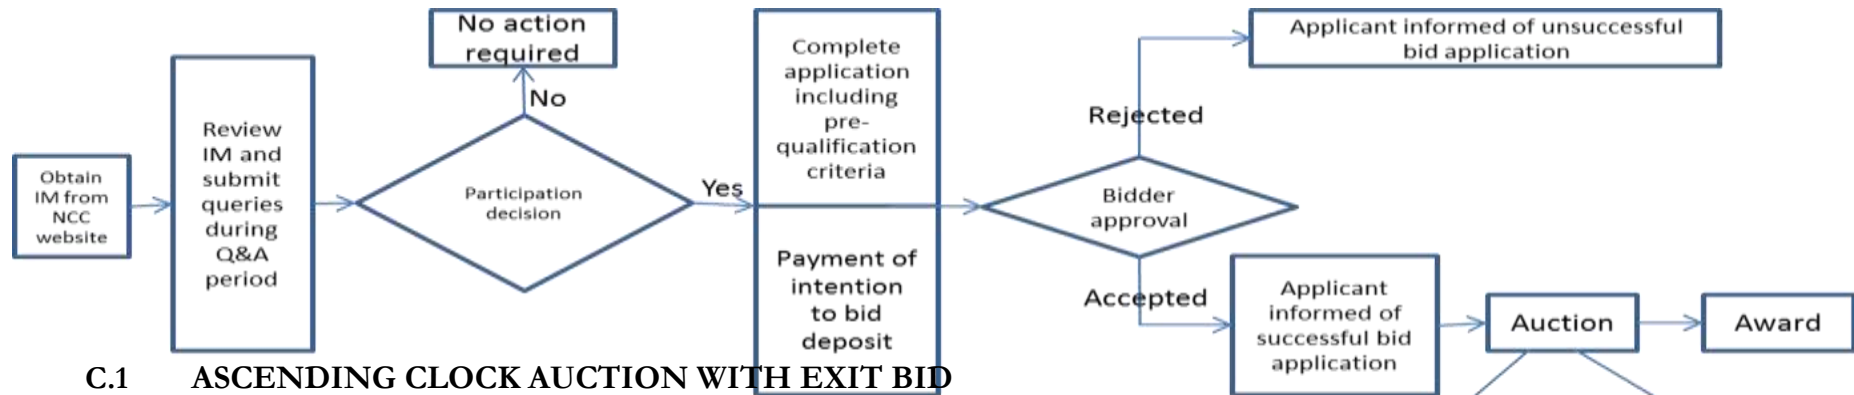 Obtain
IM from
NCC
website
Review
IM and
submit
queries
during
Q&A
period
No action
required
No
Participation
decision
Yes
Complete
application
including
pre-
qualification
criteria
Payment of
intention
to bid
deposit
Bidder
approval
Rejected
Applicant informed of unsuccessful
bid application
Accepted
Applicant
informed of
successful bid
application
Auction
Award
C.1 ASCENDING CLOCK AUCTION WITH EXIT BID